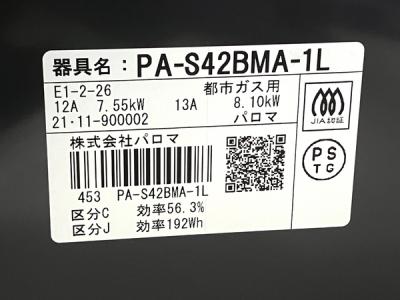 器具名：PA-S42BMA-1L
E1-2-26 都市ガス用
12A 7.55kW 13A 8.10kW
21·11-900002 パロマ
JIA認証
株式会社パロマ
PS
TG
453 PA-S42BMA-1L
区分C 効率56.3%
区分J 効率192Wh